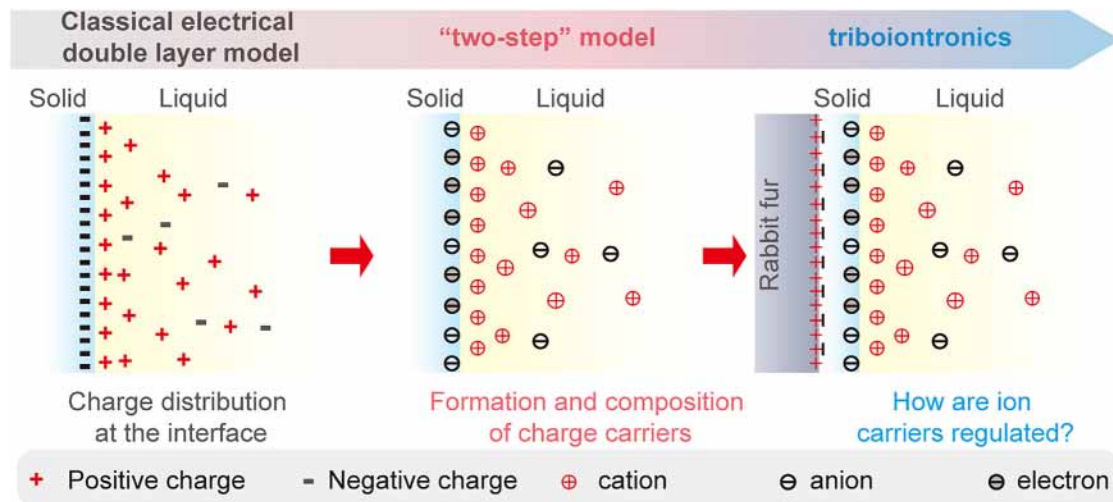 Classical electrical
double layer model
“two-step” model
triboiontronics
Solid
Liquid
Solid
Liquid
Solid
Liquid
Rabbit fur
Charge distribution
at the interface
Formation and composition
of charge carriers
How are ion
carriers regulated?
Positive charge
Negative charge
cation
anion
electron